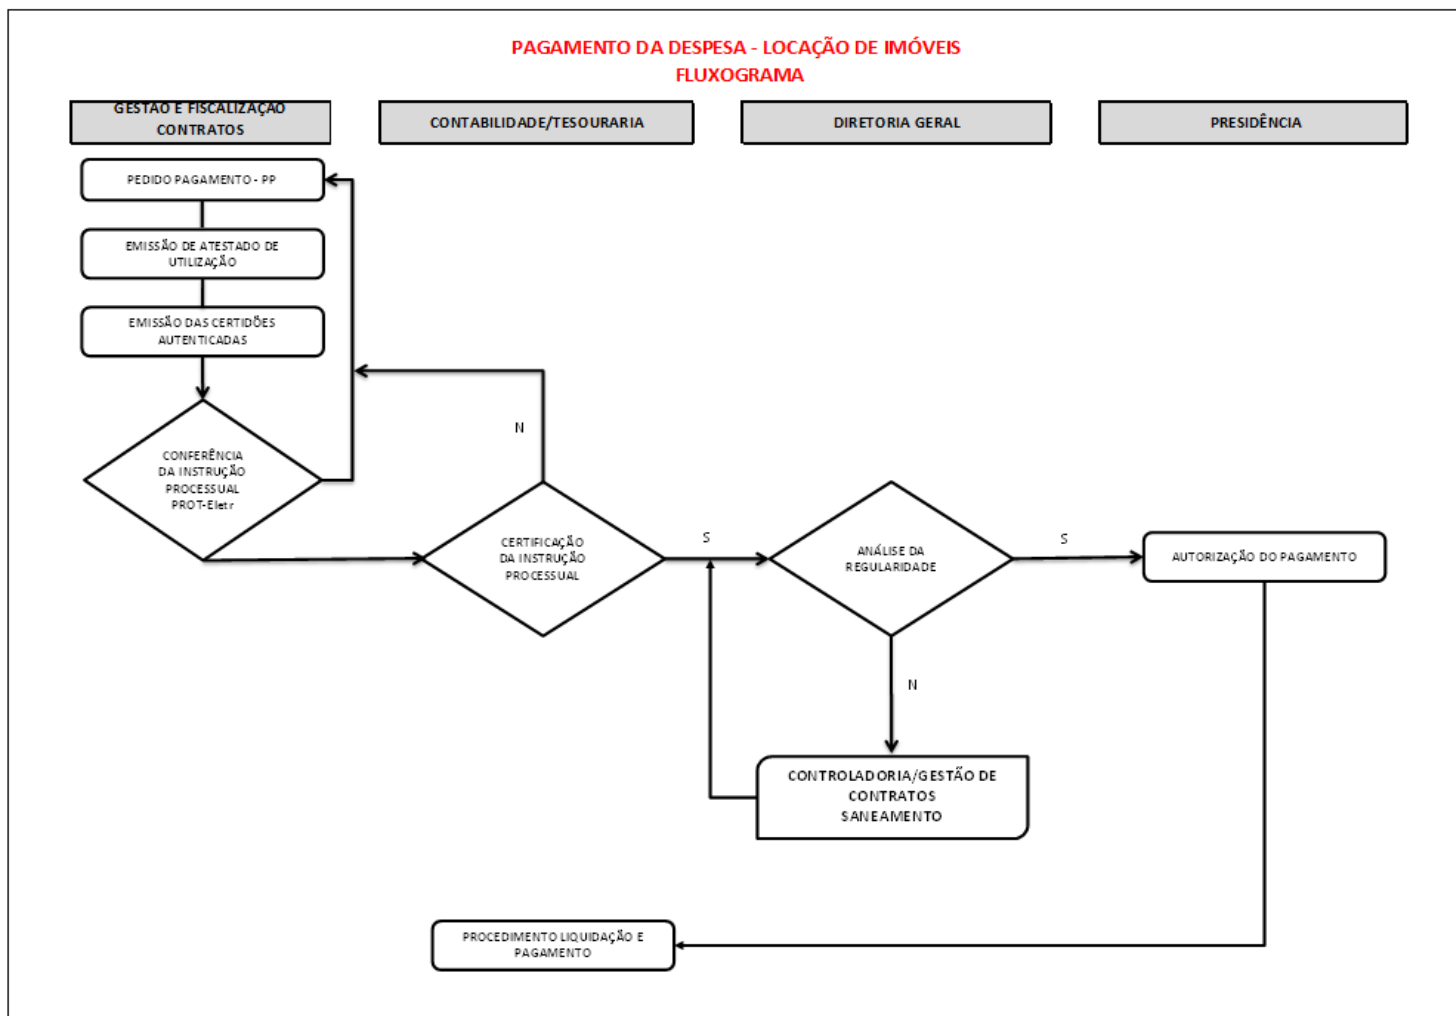 PAGAMENTO DA DESPESA - LOCAÇÃO DE IMÓVEIS
FLUXOGRAMA
GESTÃO E FISCALIZAÇÃO
CONTRATOS
CONTABILIDADE/TESOURARIA
DIRETORIA GERAL
PRESIDÊNCIA
PEDIDO PAGAMENTO - PP
EMISSÃO DE ATESTADO DE
UTILIZAÇÃO
EMISSÃO DAS CERTIDÕES
AUTENTICADAS
N
CONFERÊNCIA
DA INSTRUÇÃO
PROCESSUAL
PROT-Eletr
CERTIFICAÇÃO
DA INSTRUÇÃO
PROCESSUAL
S
ANÁLISE DA
REGULARIDADE
S
AUTORIZAÇÃO DO PAGAMENTO
N
CONTROLADORIA/GESTÃO DE
CONTRATOS
SANEAMENTO
PROCEDIMENTO LIQUIDAÇÃO E
PAGAMENTO